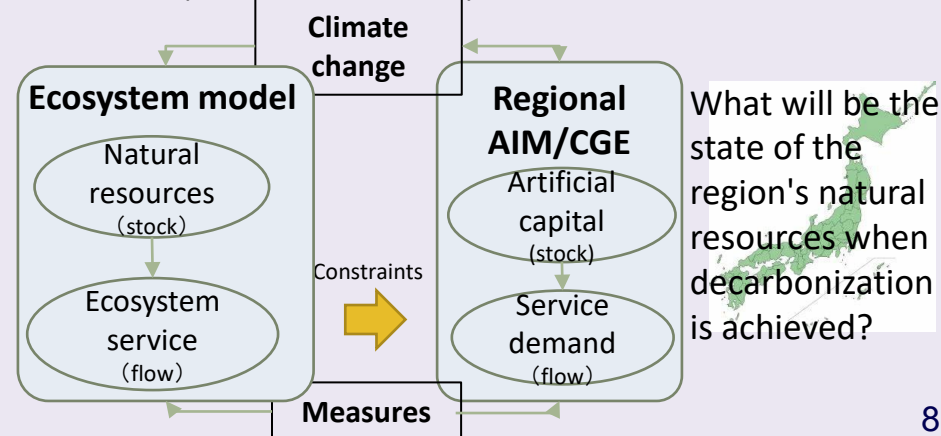 Climate
change
Ecosystem model
Natural
resources
（stock）
Ecosystem
service
（flow）
Constraints
Regional
AIM/CGE
Artificial
capital
(stock)
Service
demand
（flow）
Measures
What will be the
state of the
region's natural
resources when
decarbonization
is achieved?
8